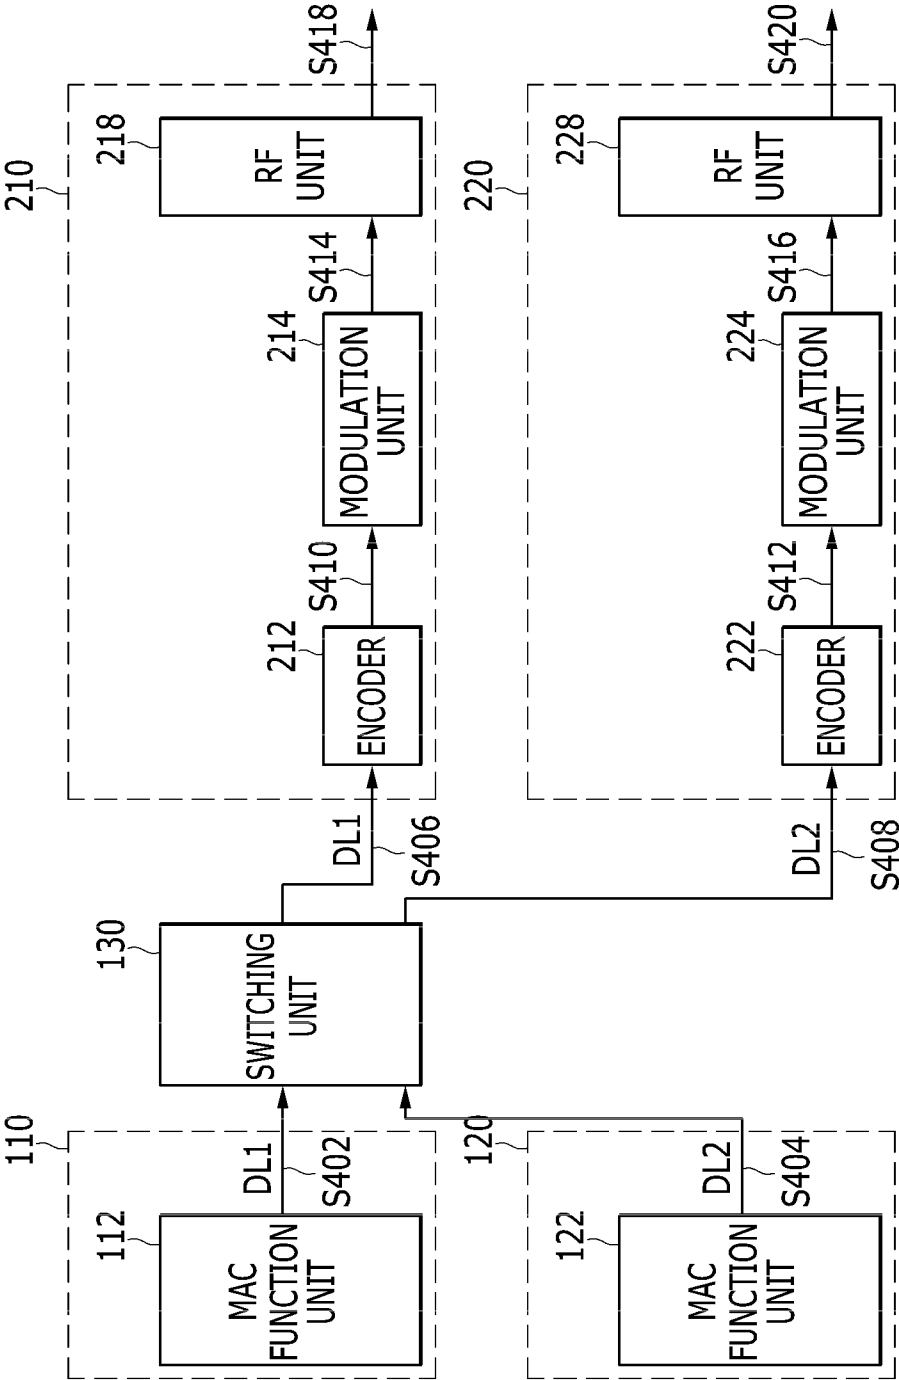 110
112
MAC
FUNCTION
UNIT
DL1
S402
130
SWITCHING
UNIT
DL1
S406
210
212
ENCODER
S410
214
MODULATION
UNIT
S414
218
RF
UNIT
S418
120
122
MAC
FUNCTION
UNIT
DL2
S404
DL2
S408
220
222
ENCODER
S412
224
MODULATION
UNIT
S416
228
RF
UNIT
S420